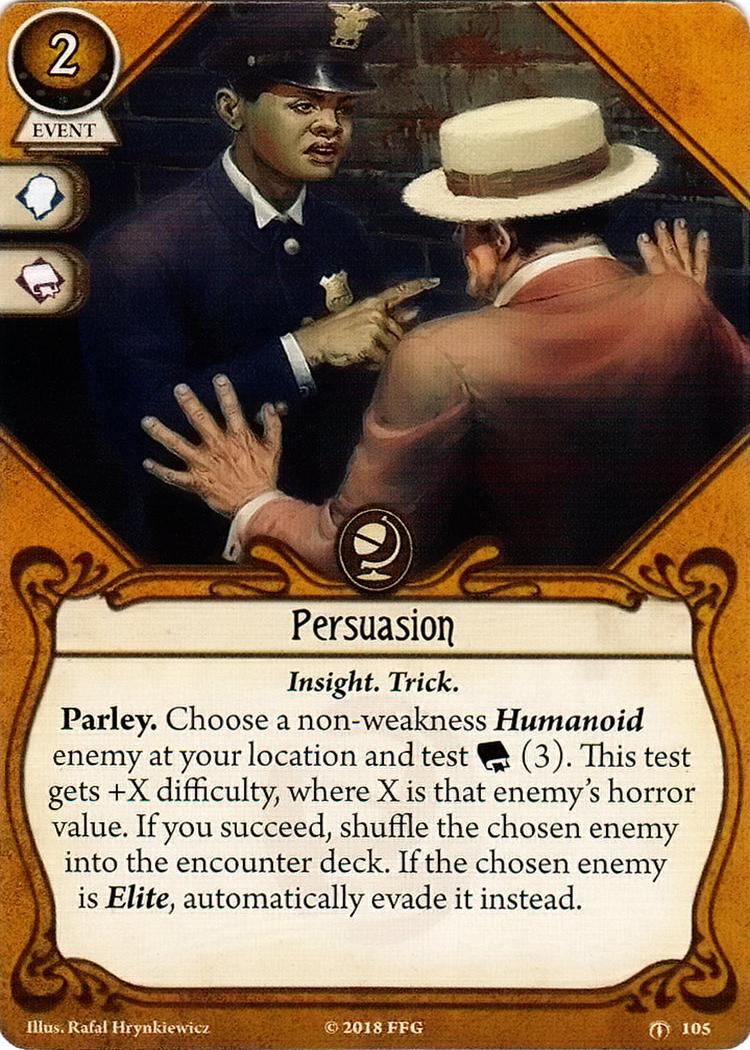 2
EVENT
Persuasion
Insight. Trick.
Parley. Choose a non-weakness Humanoid
enemy at your location and test (3). This test
gets +X difficulty, where X is that enemy's horror
value. If you succeed, shuffle the chosen enemy
into the encounter deck. If the chosen enemy
is Elite, automatically evade it instead.
Illus. Rafal Hrynkiewicz
© 2018 FFG
105